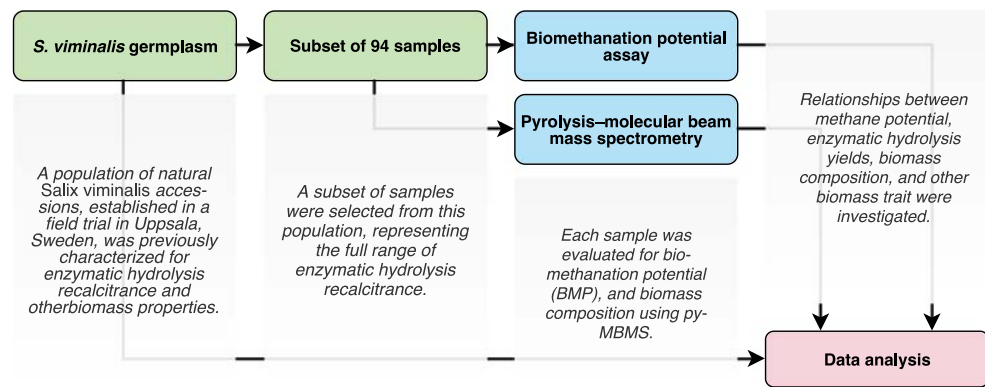 S. viminalis germplasm
Subset of 94 samples
Biomethanation potential
assay
Pyrolysis–molecular beam
mass spectrometry
A population of natural
Salix viminalis acces-
sions, established in a
field trial in Uppsala,
Sweden, was previously
characterized for
enzymatic hydrolysis
recalcitrance and
otherbiomass properties.
A subset of samples
were selected from this
population, representing
the full range of
enzymatic hydrolysis
recalcitrance.
Each sample was
evaluated for bio-
methanation potential
(BMP), and biomass
composition using py-
MBMS.
Relationships between
methane potential,
enzymatic hydrolysis
yields, biomass
composition, and other
biomass trait were
investigated.
Data analysis